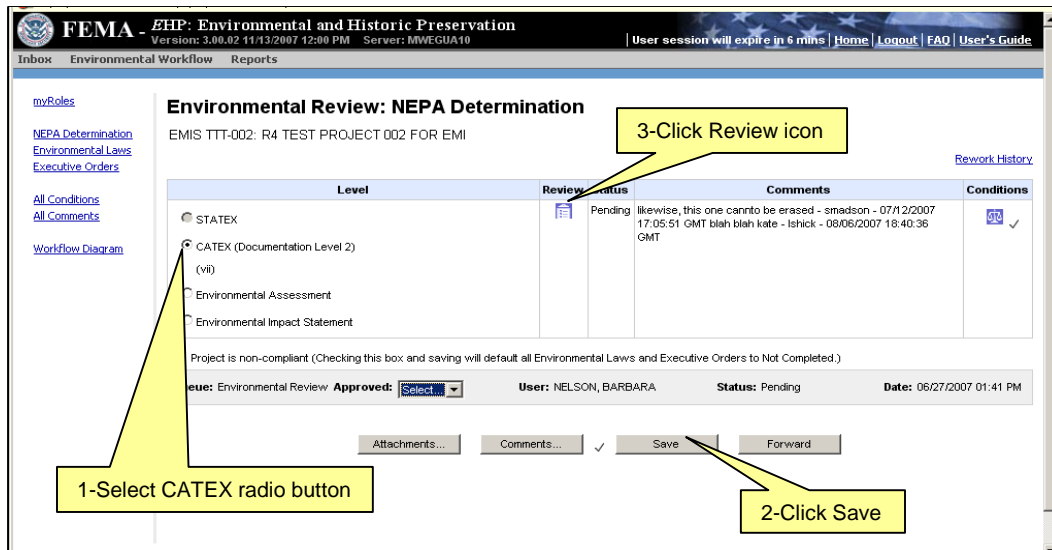 FEMA - EHP: Environmental and Historic Preservation
Version: 3.00.02 11/13/2007 12:00 PM Server: MWEGUA10
| User session will expire in 6 mins | Home | Logout | FAQ | User's Guide
Inbox Environmental Workflow Reports
myRoles
NEPA Determination
Environmental Laws
Executive Orders
All Conditions
All Comments
Workflow Diagram
Environmental Review: NEPA Determination
EMIS TTT-002: R4 TEST PROJECT 002 FOR EMI
3-Click Review icon
Rework History
Level Review Status Comments Conditions
STATEX
CATEX (Documentation Level 2)
(vii)
Environmental Assessment
Environmental Impact Statement
Pending
likewise, this one cannto be erased - smadson - 07/12/2007
17:05:51 GMT blah blah kate - lshick - 08/06/2007 18:40:36
GMT
Project is non-compliant (Checking this box and saving will default all Environmental Laws and Executive Orders to Not Completed.)
eue: Environmental Review Approved: Select... User: NELSON, BARBARA Status: Pending Date: 06/27/2007 01:41 PM
Attachments... Comments... Save Forward
1-Select CATEX radio button
2-Click Save